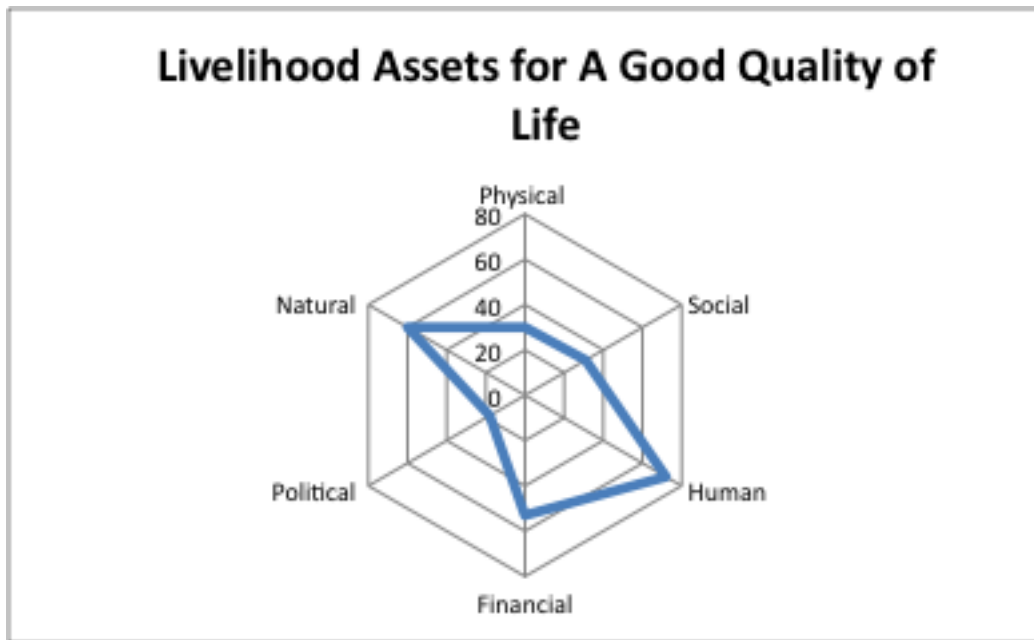 Livelihood Assets for A Good Quality of
Life
Physical
80
60
40
20
0
Natural
Social
Political
Human
Financial